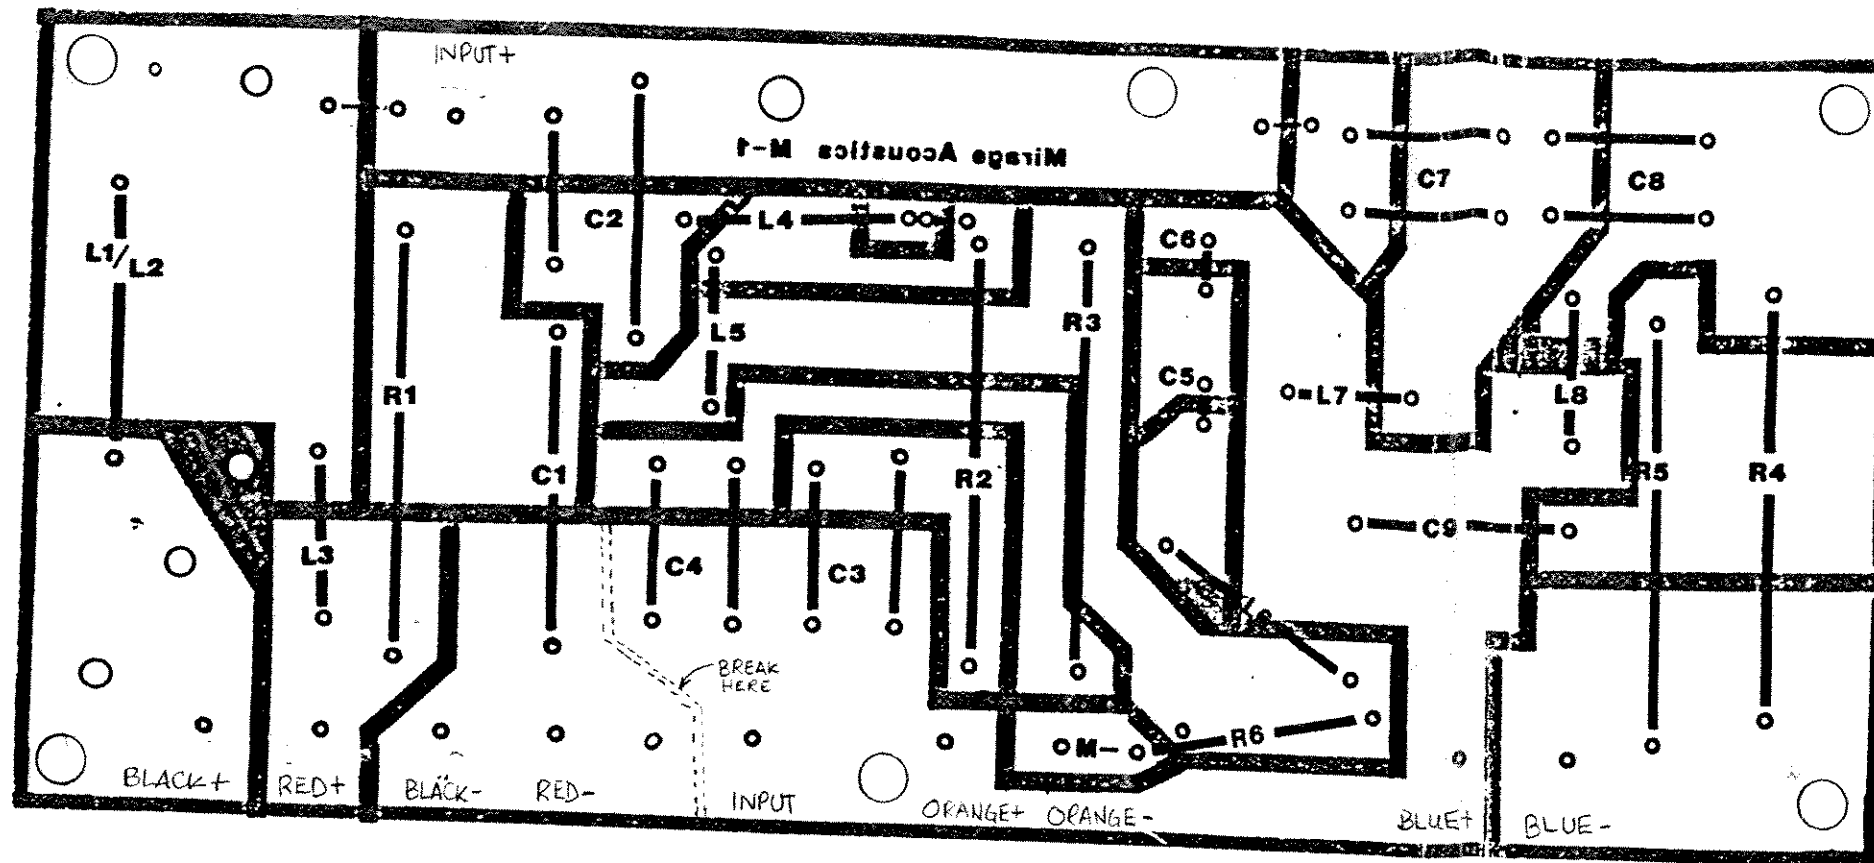 INPUT+
Mirage Acoustics M-1
C7
C8
C2
L4
L1/L2
C6
R3
L5
C5
R1
L7
L8
C1
R2
R5
R4
C9
L3
C4
C3
BREAK
HERE
R6
M-
BLACK+
RED+
BLACK-
RED-
INPUT
ORANGE+
ORANGE-
BLUE+
BLUE-